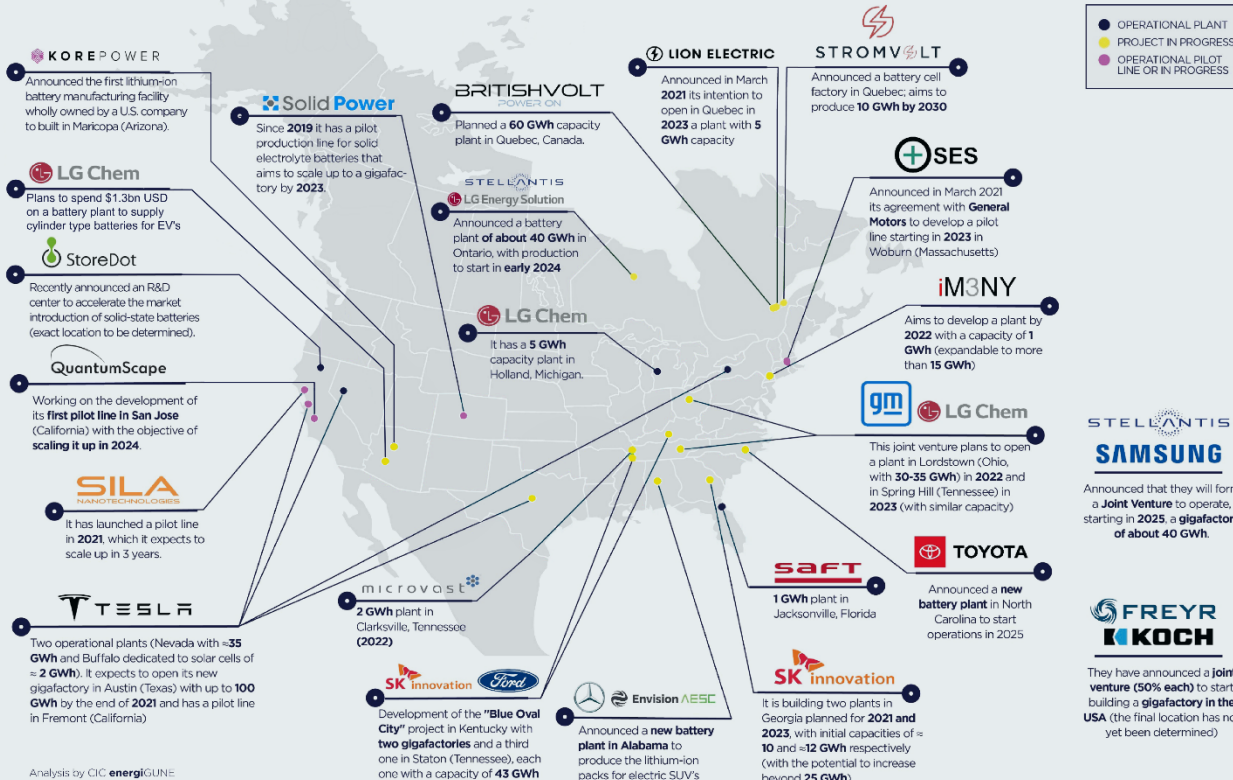 OPERATIONAL PLANT
PROJECT IN PROGRESS
OPERATIONAL PILOT
LINE OR IN PROGRESS
KOREPOWER
Announced the first lithium-ion
battery manufacturing facility
wholly owned by a U.S. company
to built in Maricopa (Arizona).
LG Chem
Plans to spend $1.3bn USD
on a battery plant to supply
cylinder type batteries for EV's
StoreDot
Recently announced an R&D
center to accelerate the market
introduction of solid-state batteries
(exact location to be determined).
QuantumScape
Working on the development of
its first pilot line in San Jose
(California) with the objective of
scaling it up in 2024.
SILA
NANOTECHNOLOGIES
It has launched a pilot line
in 2021, which it expects to
scale up in 3 years.
TESLA
Two operational plants (Nevada with ≈35
GWh and Buffalo dedicated to solar cells of
≈ 2 GWh). It expects to open its new
gigafactory in Austin (Texas) with up to 100
GWh by the end of 2021 and has a pilot line
in Fremont (California)
Solid Power
Since 2019 it has a pilot
production line for solid
electrolyte batteries that
aims to scale up to a gigafac-
tory by 2023.
BRITISHVOLT
POWER ON
Planned a 60 GWh capacity
plant in Quebec, Canada.
STELLANTIS
LG Energy Solution
Announced a battery
plant of about 40 GWh in
Ontario, with production
to start in early 2024
LG Chem
It has a 5 GWh
capacity plant in
Holland, Michigan.
LION ELECTRIC
Announced in March
2021 its intention to
open in Quebec in
2023 a plant with 5
GWh capacity
STROMVOLT
Announced a battery cell
factory in Quebec; aims to
produce 10 GWh by 2030
SES
Announced in March 2021
its agreement with General
Motors to develop a pilot
line starting in 2023 in
Woburn (Massachusetts)
iM3NY
Aims to develop a plant by
2022 with a capacity of 1
GWh (expandable to more
than 15 GWh)
gm LG Chem
This joint venture plans to open
a plant in Lordstown (Ohio,
with 30-35 GWh) in 2022 and
in Spring Hill (Tennessee) in
2023 (with similar capacity)
TOYOTA
Announced a new
battery plant in North
Carolina to start
operations in 2025
saft
1 GWh plant in
Jacksonville, Florida
microvast
2 GWh plant in
Clarksville, Tennessee
(2022)
SK innovation Ford
Development of the "Blue Oval
City" project in Kentucky with
two gigafactories and a third
one in Staton (Tennessee), each
one with a capacity of 43 GWh
Envision AESC
Announced a new battery
plant in Alabama to
produce the lithium-ion
packs for electric SUV's
SK innovation
It is building two plants in
Georgia planned for 2021 and
2023, with initial capacities of ≈
10 and ≈12 GWh respectively
(with the potential to increase
beyond 25 GWh)
STELLANTIS
SAMSUNG
Announced that they will form
a Joint Venture to operate,
starting in 2025, a gigafactory
of about 40 GWh.
FREYR
KOCH
They have announced a joint
venture (50% each) to start
building a gigafactory in the
USA (the final location has not
yet been determined)
Analysis by CIC energiGUNE